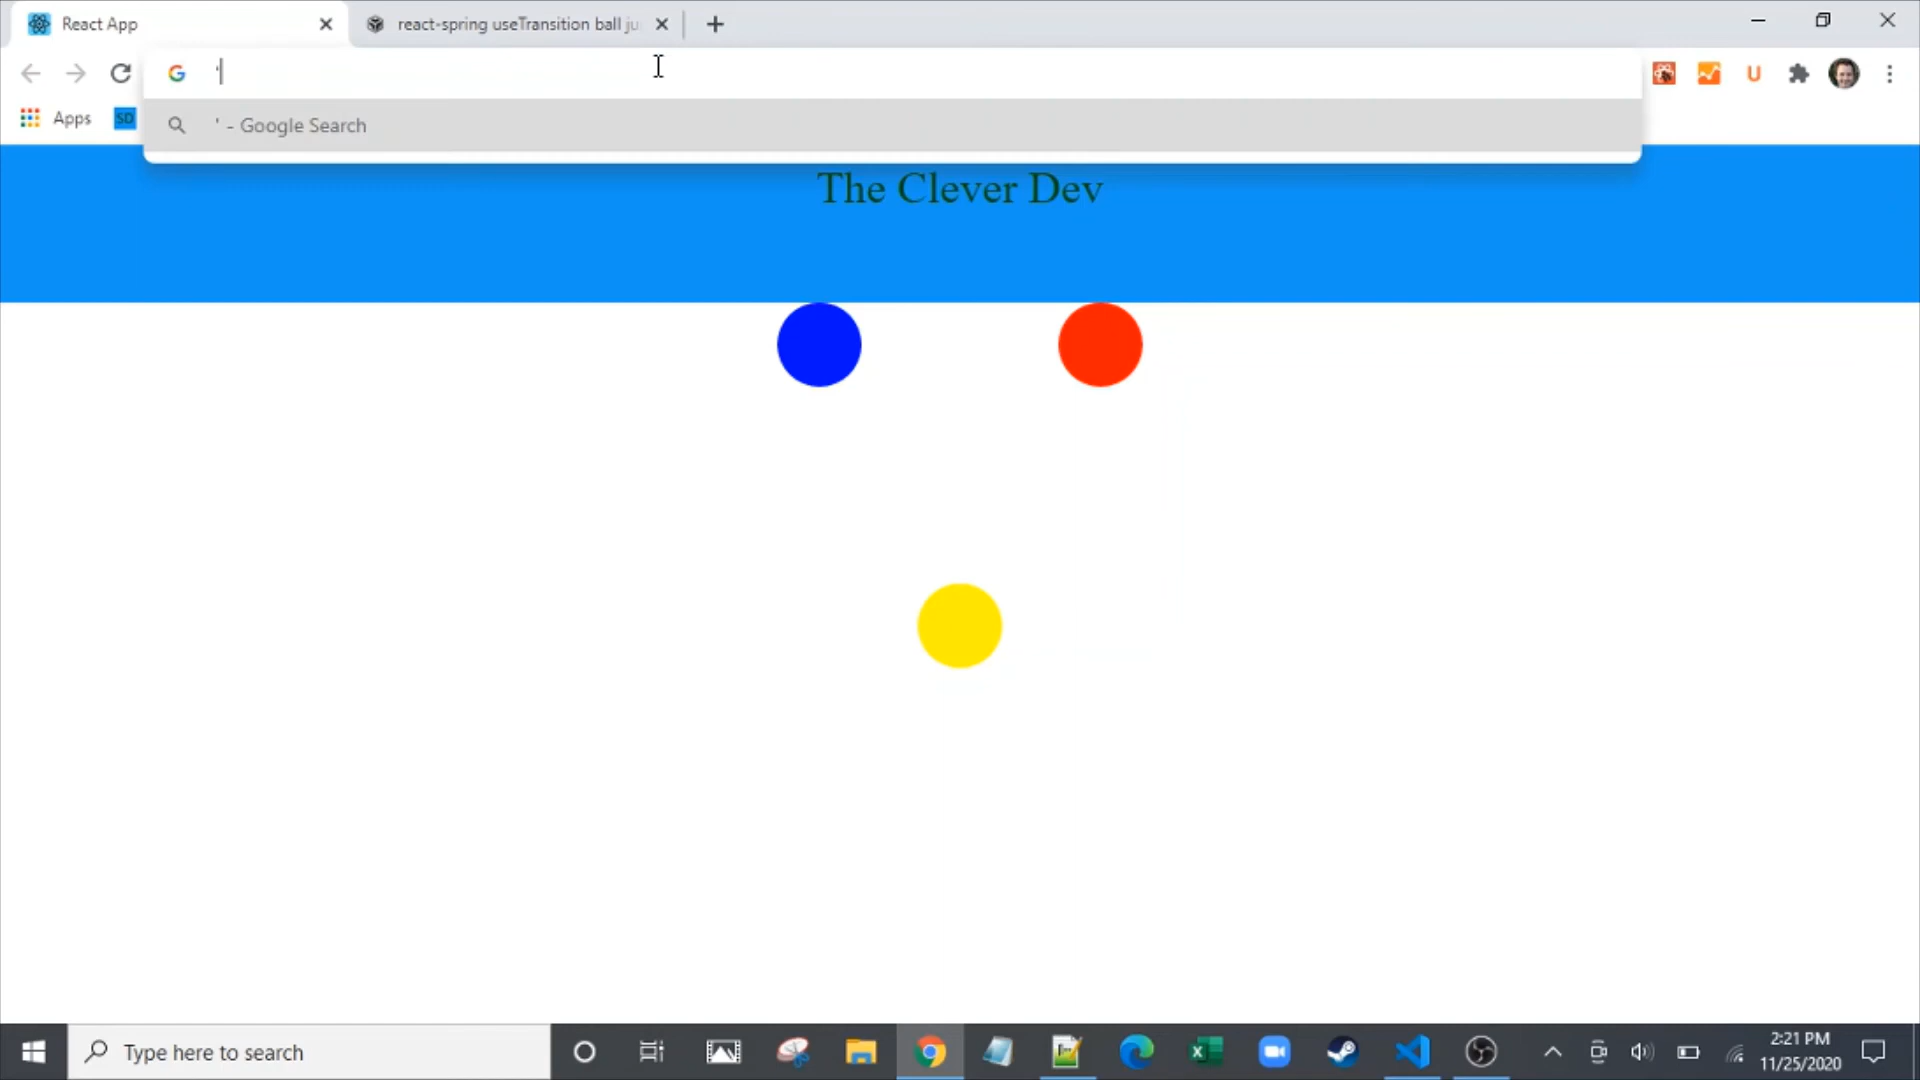 React App
react-spring useTransition ball ju
'
Apps
SD
' - Google Search
The Clever Dev
Type here to search
2:21 PM
11/25/2020